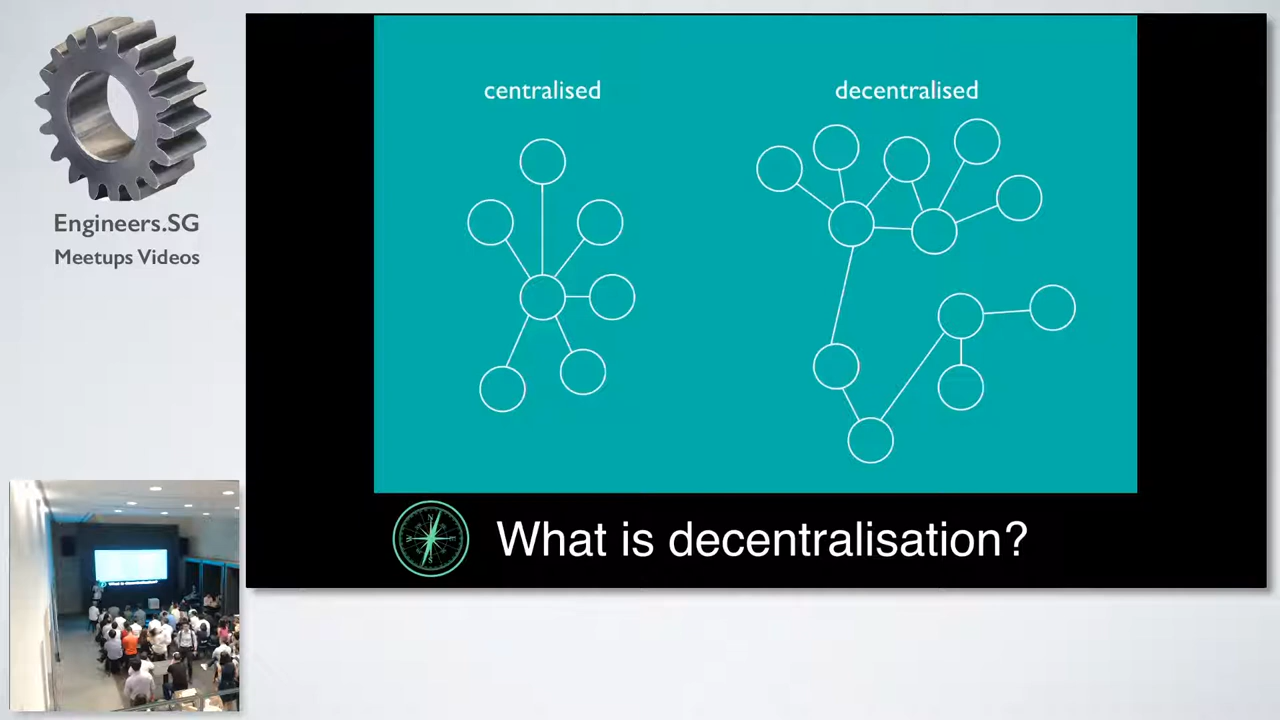 Engineers.SG
Meetups Videos
centralised
decentralised
What is decentralisation?